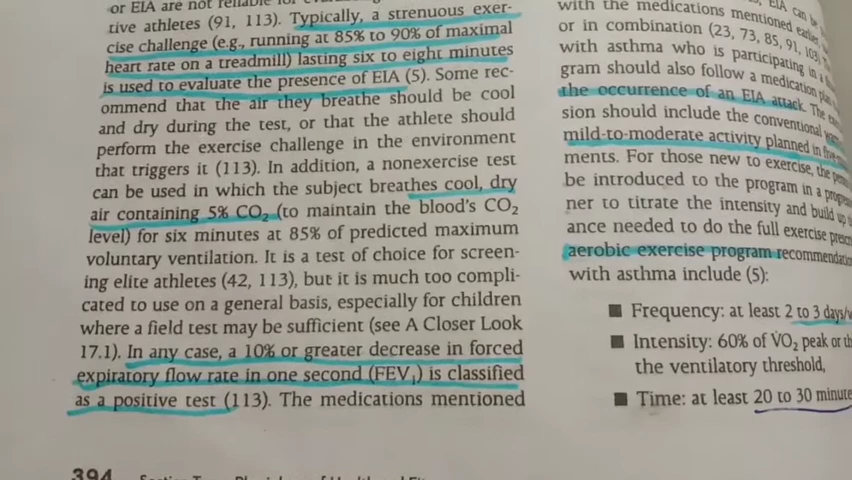 or EIA are not reliable for
tive athletes (91, 113). Typically, a strenuous exer-
cise challenge (e.g., running at 85% to 90% of maximal
heart rate on a treadmill) lasting six to eight minutes
is used to evaluate the presence of EIA (5). Some rec-
ommend that the air they breathe should be cool
and dry during the test, or that the athlete should
perform the exercise challenge in the environment
that triggers it (113). In addition, a nonexercise test
can be used in which the subject breathes cool, dry
air containing 5% CO₂ (to maintain the blood's CO₂
level) for six minutes at 85% of predicted maximum
voluntary ventilation. It is a test of choice for screen-
ing elite athletes (42, 113), but it is much too compli-
cated to use on a general basis, especially for children
where a field test may be sufficient (see A Closer Look
17.1). In any case, a 10% or greater decrease in forced
expiratory flow rate in one second (FEV₁) is classified
as a positive test (113). The medications mentioned
394
EIA can be
with the medications mentioned earlier,
or in combination (23, 73, 85, 91, 103)
with asthma who is participating in a
gram should also follow a medication plan
the occurrence of an EIA attack. The
sion should include the conventional
mild-to-moderate activity planned in
ments. For those new to exercise, the
be introduced to the program in a
ner to titrate the intensity and build up
ance needed to do the full exercise
aerobic exercise program recommendation
with asthma include (5):
■ Frequency: at least 2 to 3 days/
■ Intensity: 60% of V̇O₂ peak or
the ventilatory threshold,
■ Time: at least 20 to 30 minute